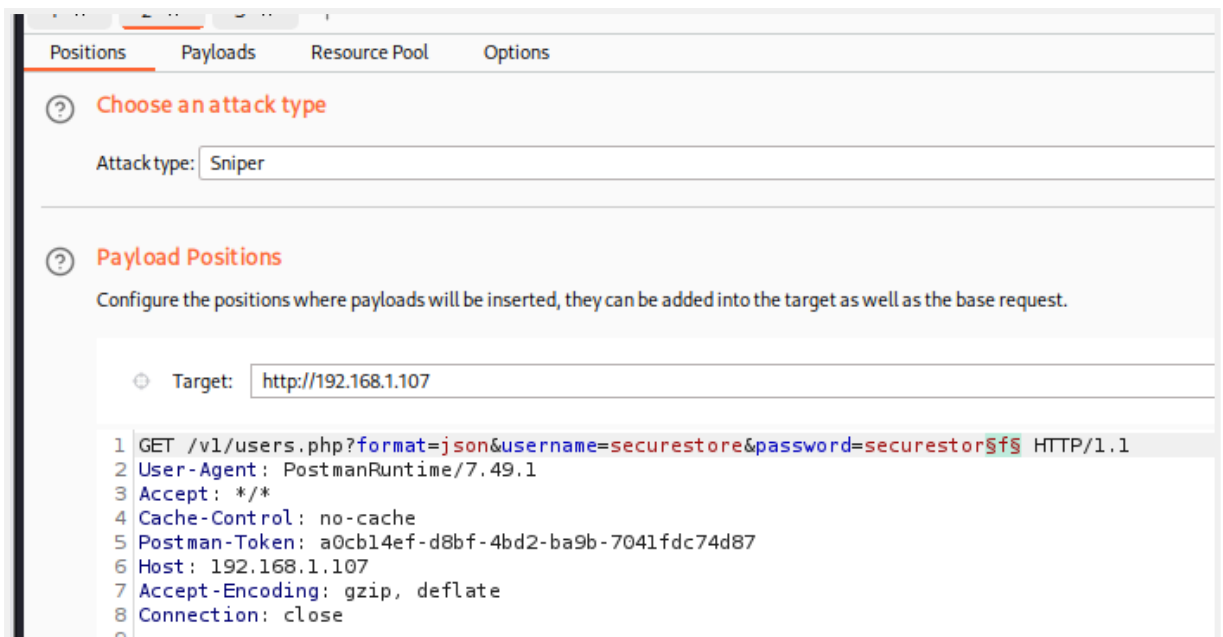 Positions Payloads Resource Pool Options
Choose an attack type
Attack type: Sniper
Payload Positions
Configure the positions where payloads will be inserted, they can be added into the target as well as the base request.
Target: http://192.168.1.107
1 GET /v1/users.php?format=json&username=securestore&password=securestor§f§ HTTP/1.1
2 User-Agent: PostmanRuntime/7.49.1
3 Accept: */*
4 Cache-Control: no-cache
5 Postman-Token: a0cb14ef-d8bf-4bd2-ba9b-7041fdc74d87
6 Host: 192.168.1.107
7 Accept-Encoding: gzip, deflate
8 Connection: close